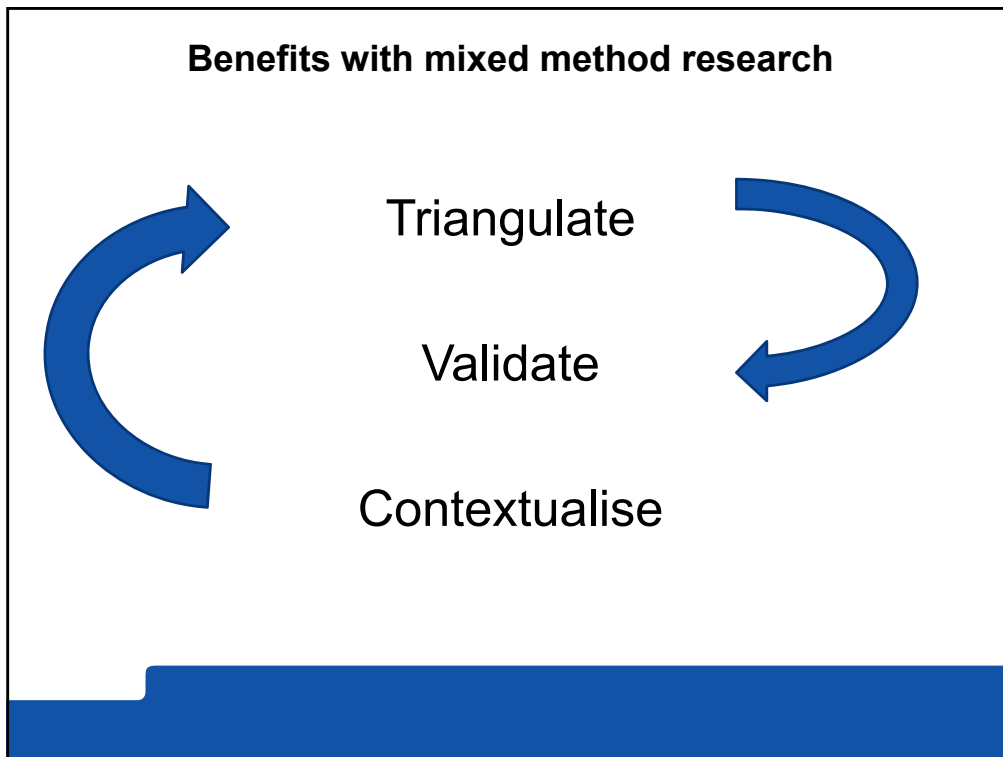 Benefits with mixed method research
Triangulate
Validate
Contextualise